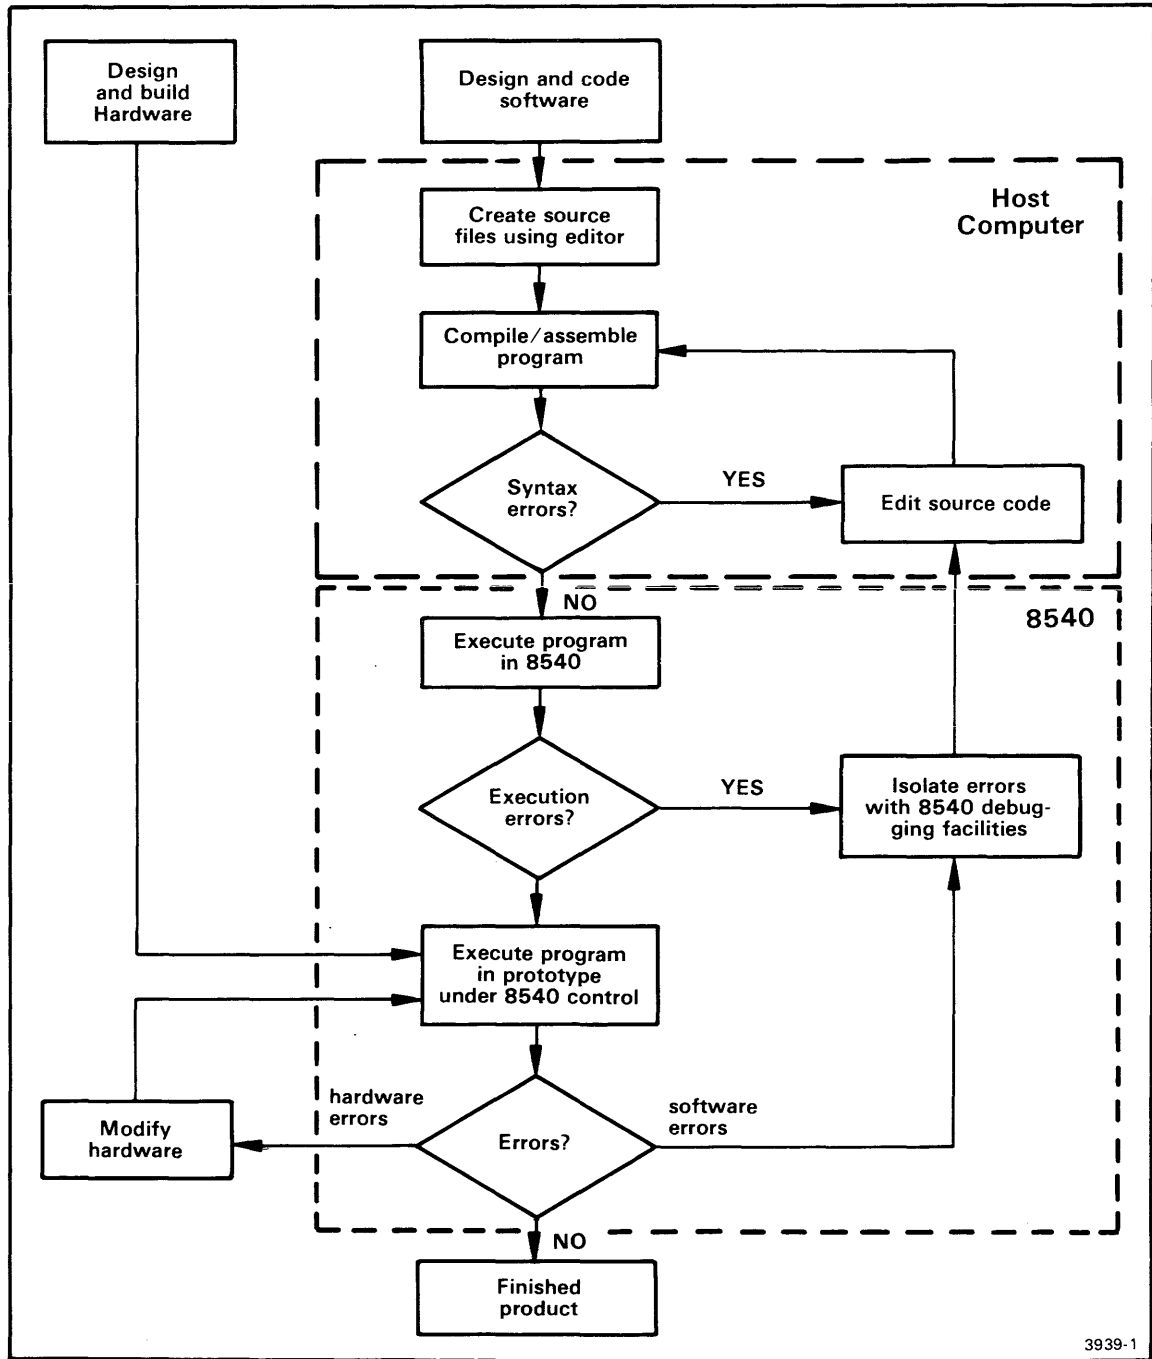 Design
and build
Hardware
Design and code
software
Host
Computer
Create source
files using editor
Compile/assemble
program
Syntax
errors?
YES
Edit source code
NO
8540
Execute program
in 8540
Execution
errors?
YES
Isolate errors
with 8540 debug-
ging facilities
Execute program
in prototype
under 8540 control
hardware
errors
software
errors
Modify
hardware
Errors?
NO
Finished
product
3939-1